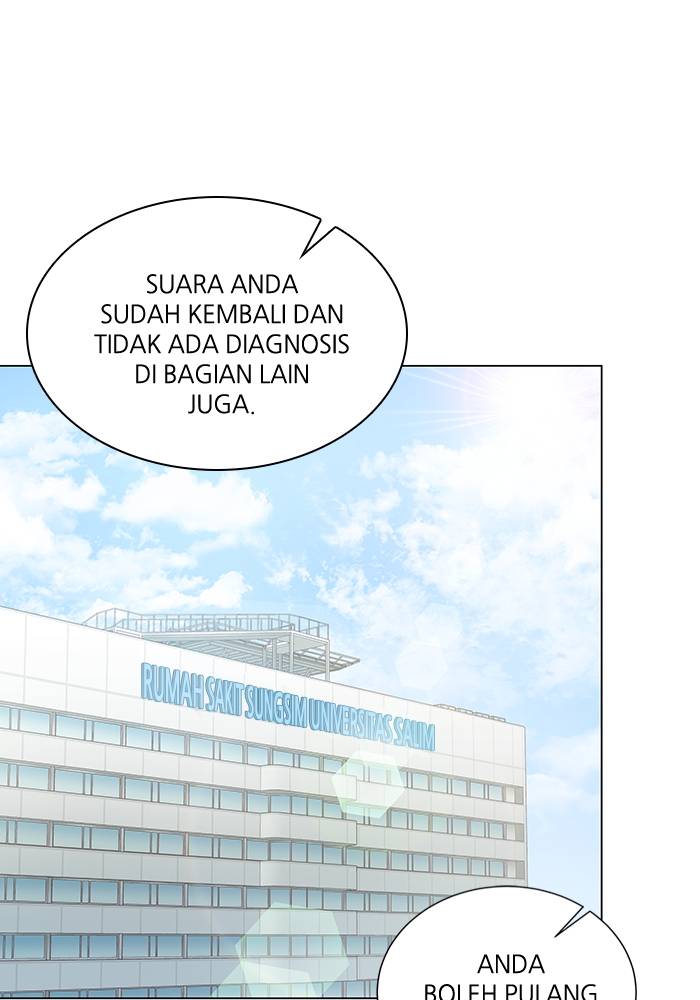 SUARA ANDA
SUDAH KEMBALI DAN
TIDAK ADA DIAGNOSIS
DI BAGIAN LAIN
JUGA.
RUMAH SAKIT SUNGSIM UNIVERSITAS SALIM
ANDA
BOLEH PULANG